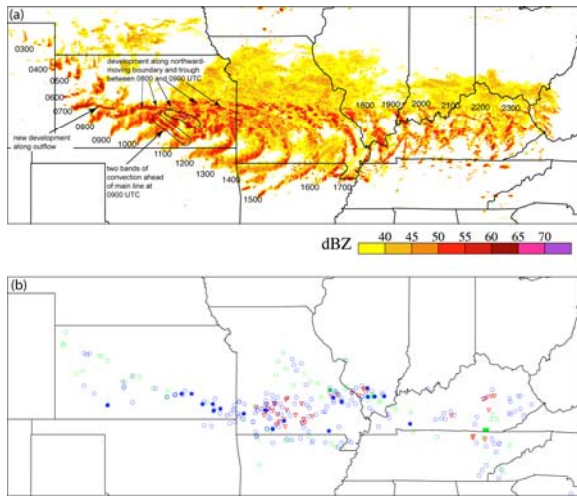 (a)
0300
0400
0500
0600
0700
0800
0900
1000
1100
1200
1300
1400
1500
1600
1700
1800
1900
2000
2100
2200
2300
development along northward-
moving boundary and trough
between 0800 and 0900 UTC
new development
along outflow
two bands of
convection ahead
of main line at
0900 UTC
dBZ
40 45 50 55 60 65 70
(b)